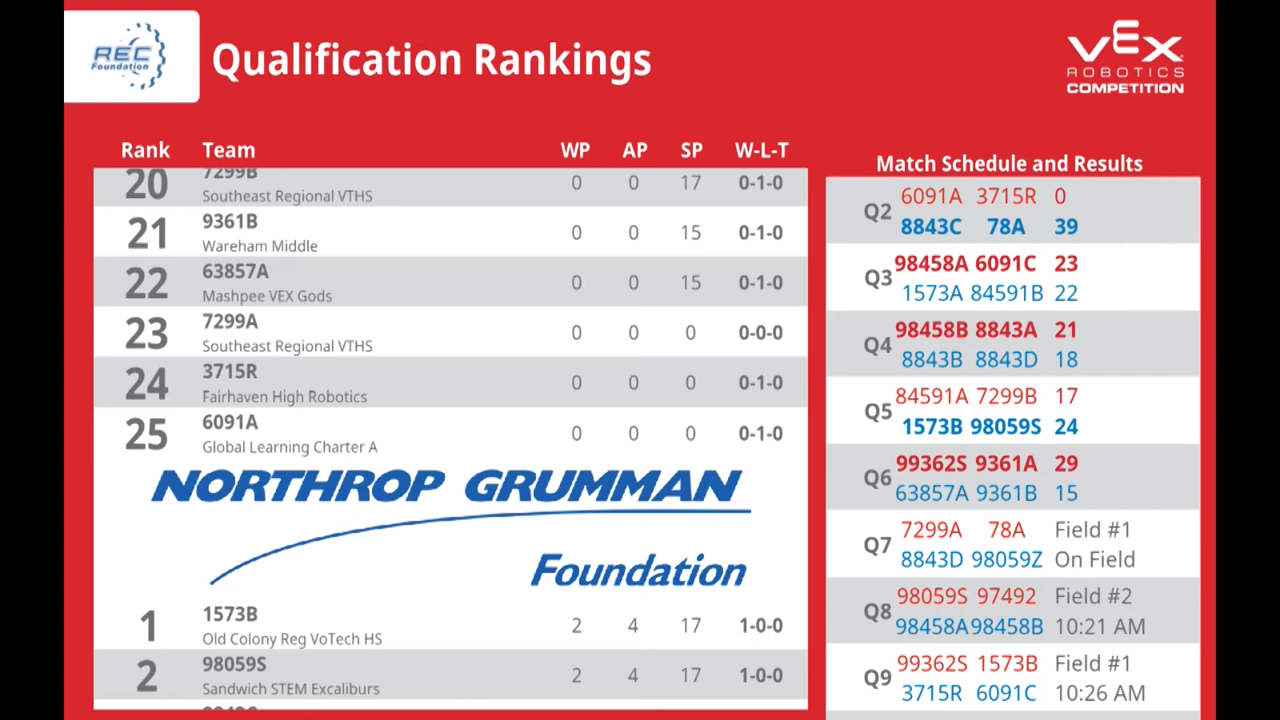 REC
Foundation
Qualification Rankings
VEX
ROBOTICS
COMPETITION
Rank Team WP AP SP W-L-T
20 7299B 0 0 17 0-1-0
Southeast Regional VTHS
21 9361B 0 0 15 0-1-0
Wareham Middle
22 63857A 0 0 15 0-1-0
Mashpee VEX Gods
23 7299A 0 0 0 0-0-0
Southeast Regional VTHS
24 3715R 0 0 0 0-1-0
Fairhaven High Robotics
25 6091A 0 0 0 0-1-0
Global Learning Charter A
NORTHROP GRUMMAN
Foundation
1 1573B 2 4 17 1-0-0
Old Colony Reg VoTech HS
2 98059S 2 4 17 1-0-0
Sandwich STEM Excaliburs
Match Schedule and Results
Q2 6091A 3715R 0
8843C 78A 39
Q3 98458A 6091C 23
1573A 84591B 22
Q4 98458B 8843A 21
8843B 8843D 18
Q5 84591A 7299B 17
1573B 98059S 24
Q6 99362S 9361A 29
63857A 9361B 15
Q7 7299A 78A Field #1
8843D 98059Z On Field
Q8 98059S 97492 Field #2
98458A 98458B 10:21 AM
Q9 99362S 1573B Field #1
3715R 6091C 10:26 AM